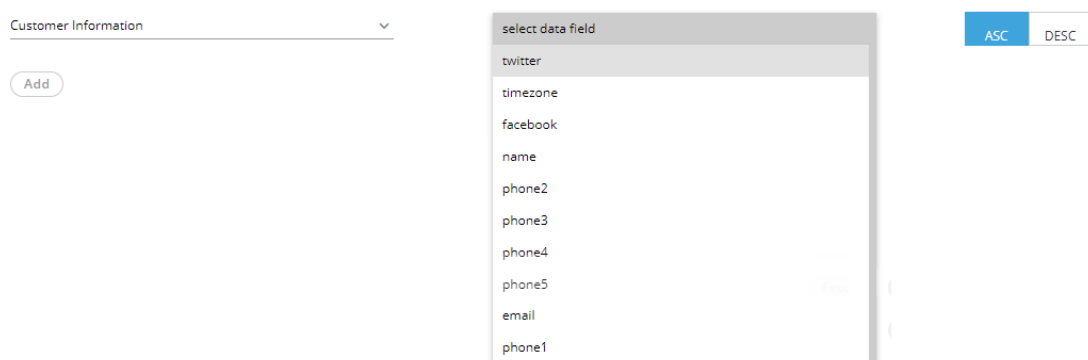 Customer Information
Add
select data field
twitter
timezone
facebook
name
phone2
phone3
phone4
phone5
email
phone1
ASC
DESC